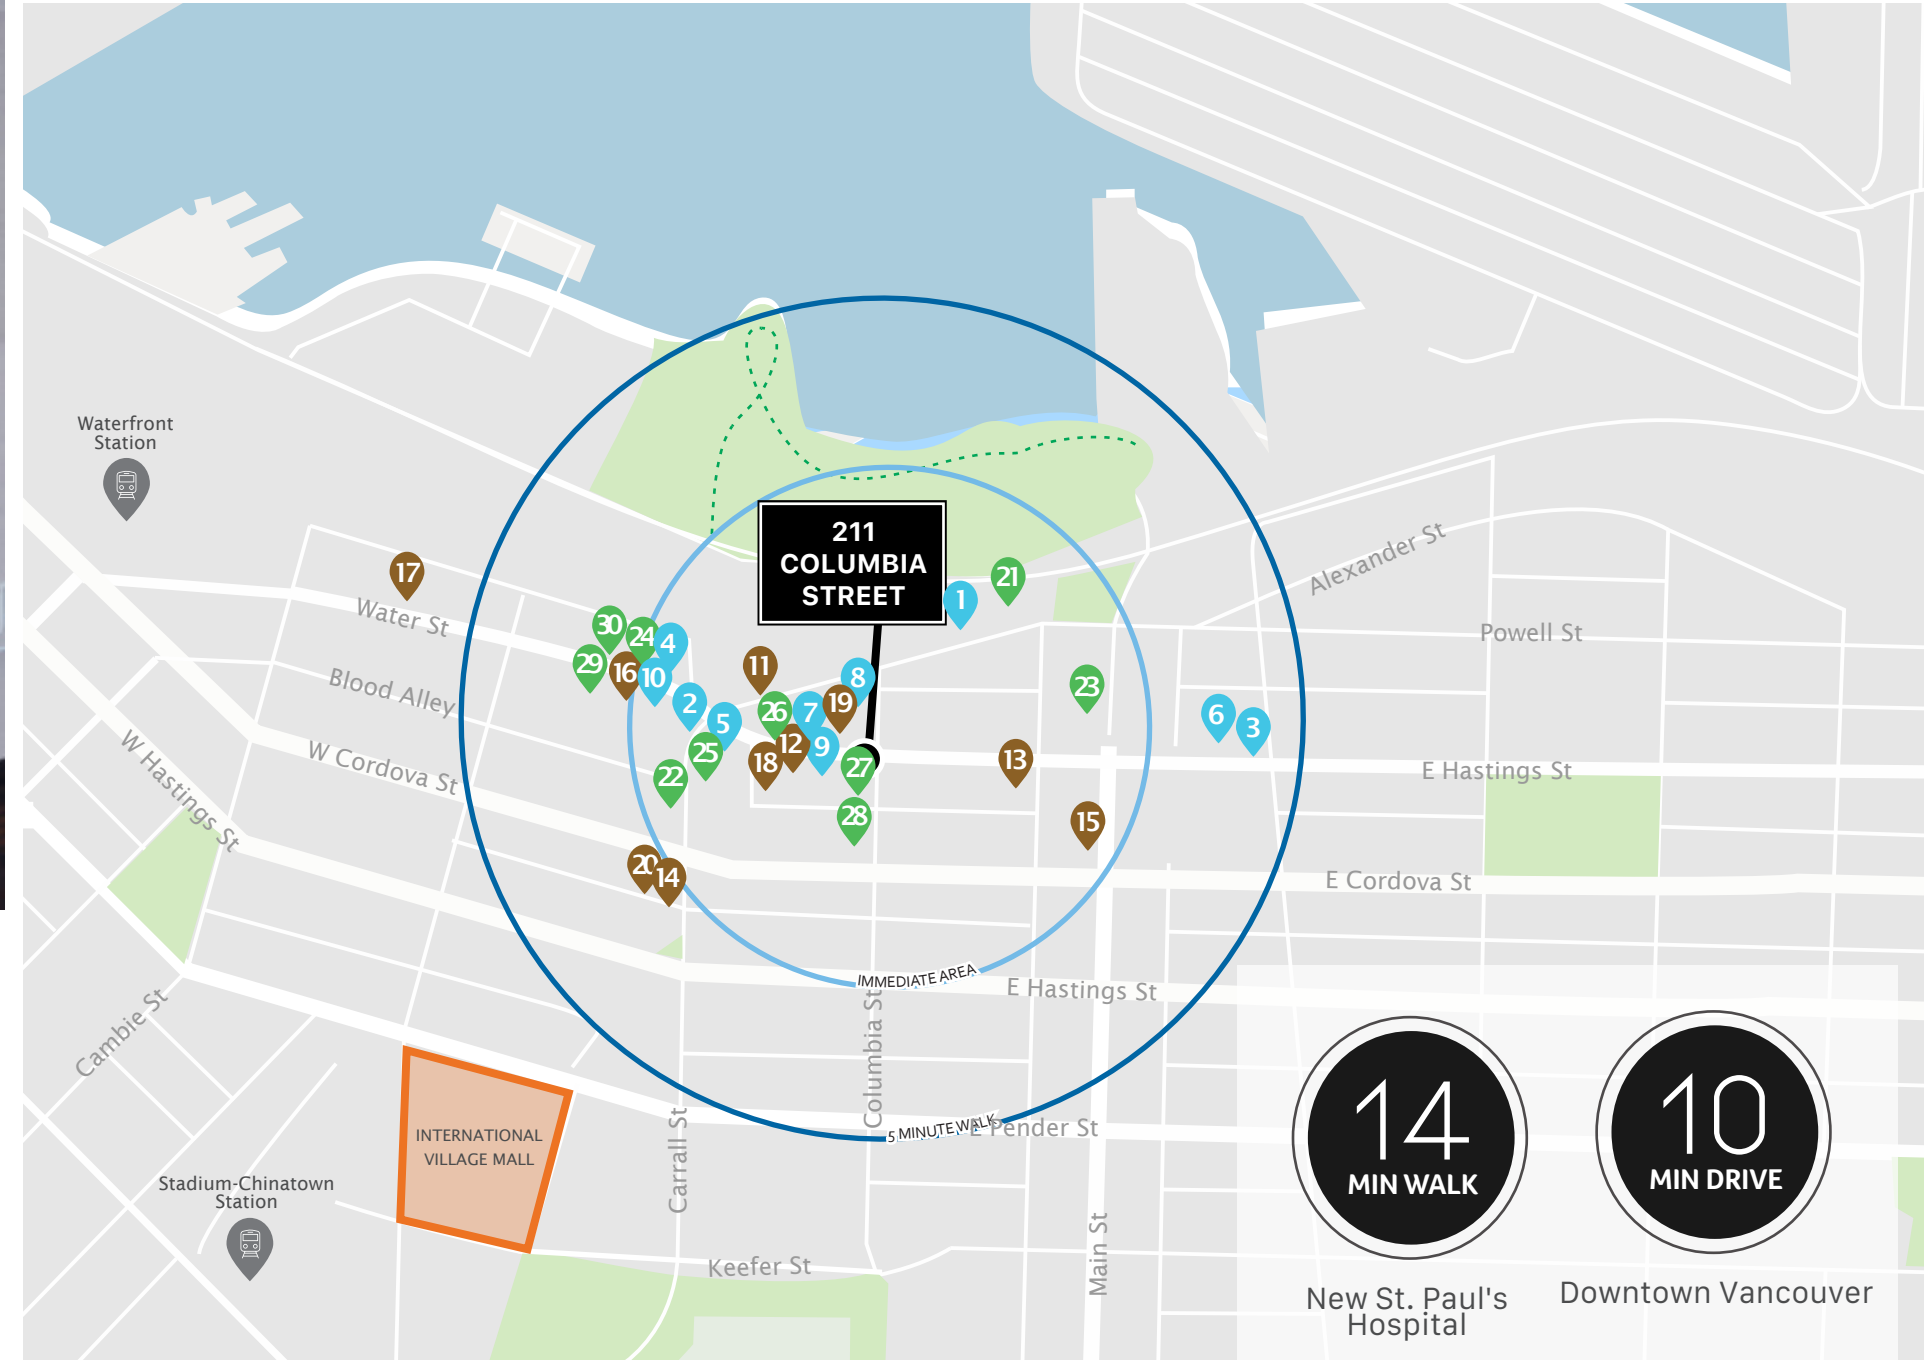 Waterfront
Station
17
Water St
Blood Alley
W Cordova St
W Hastings St
30
24
4
29
16
10
2
5
25
22
11
26
7
8
19
12
9
18
27
28
20
14
211
COLUMBIA
STREET
1
21
23
13
15
6
3
Alexander St
Powell St
E Hastings St
E Cordova St
IMMEDIATE AREA
E Hastings St
Cambie St
Columbia St
5 MINUTE WALK
E Pender St
Carrall St
INTERNATIONAL
VILLAGE MALL
Stadium-Chinatown
Station
Keefer St
Main St
14
MIN WALK
New St. Paul's
Hospital
10
MIN DRIVE
Downtown Vancouver